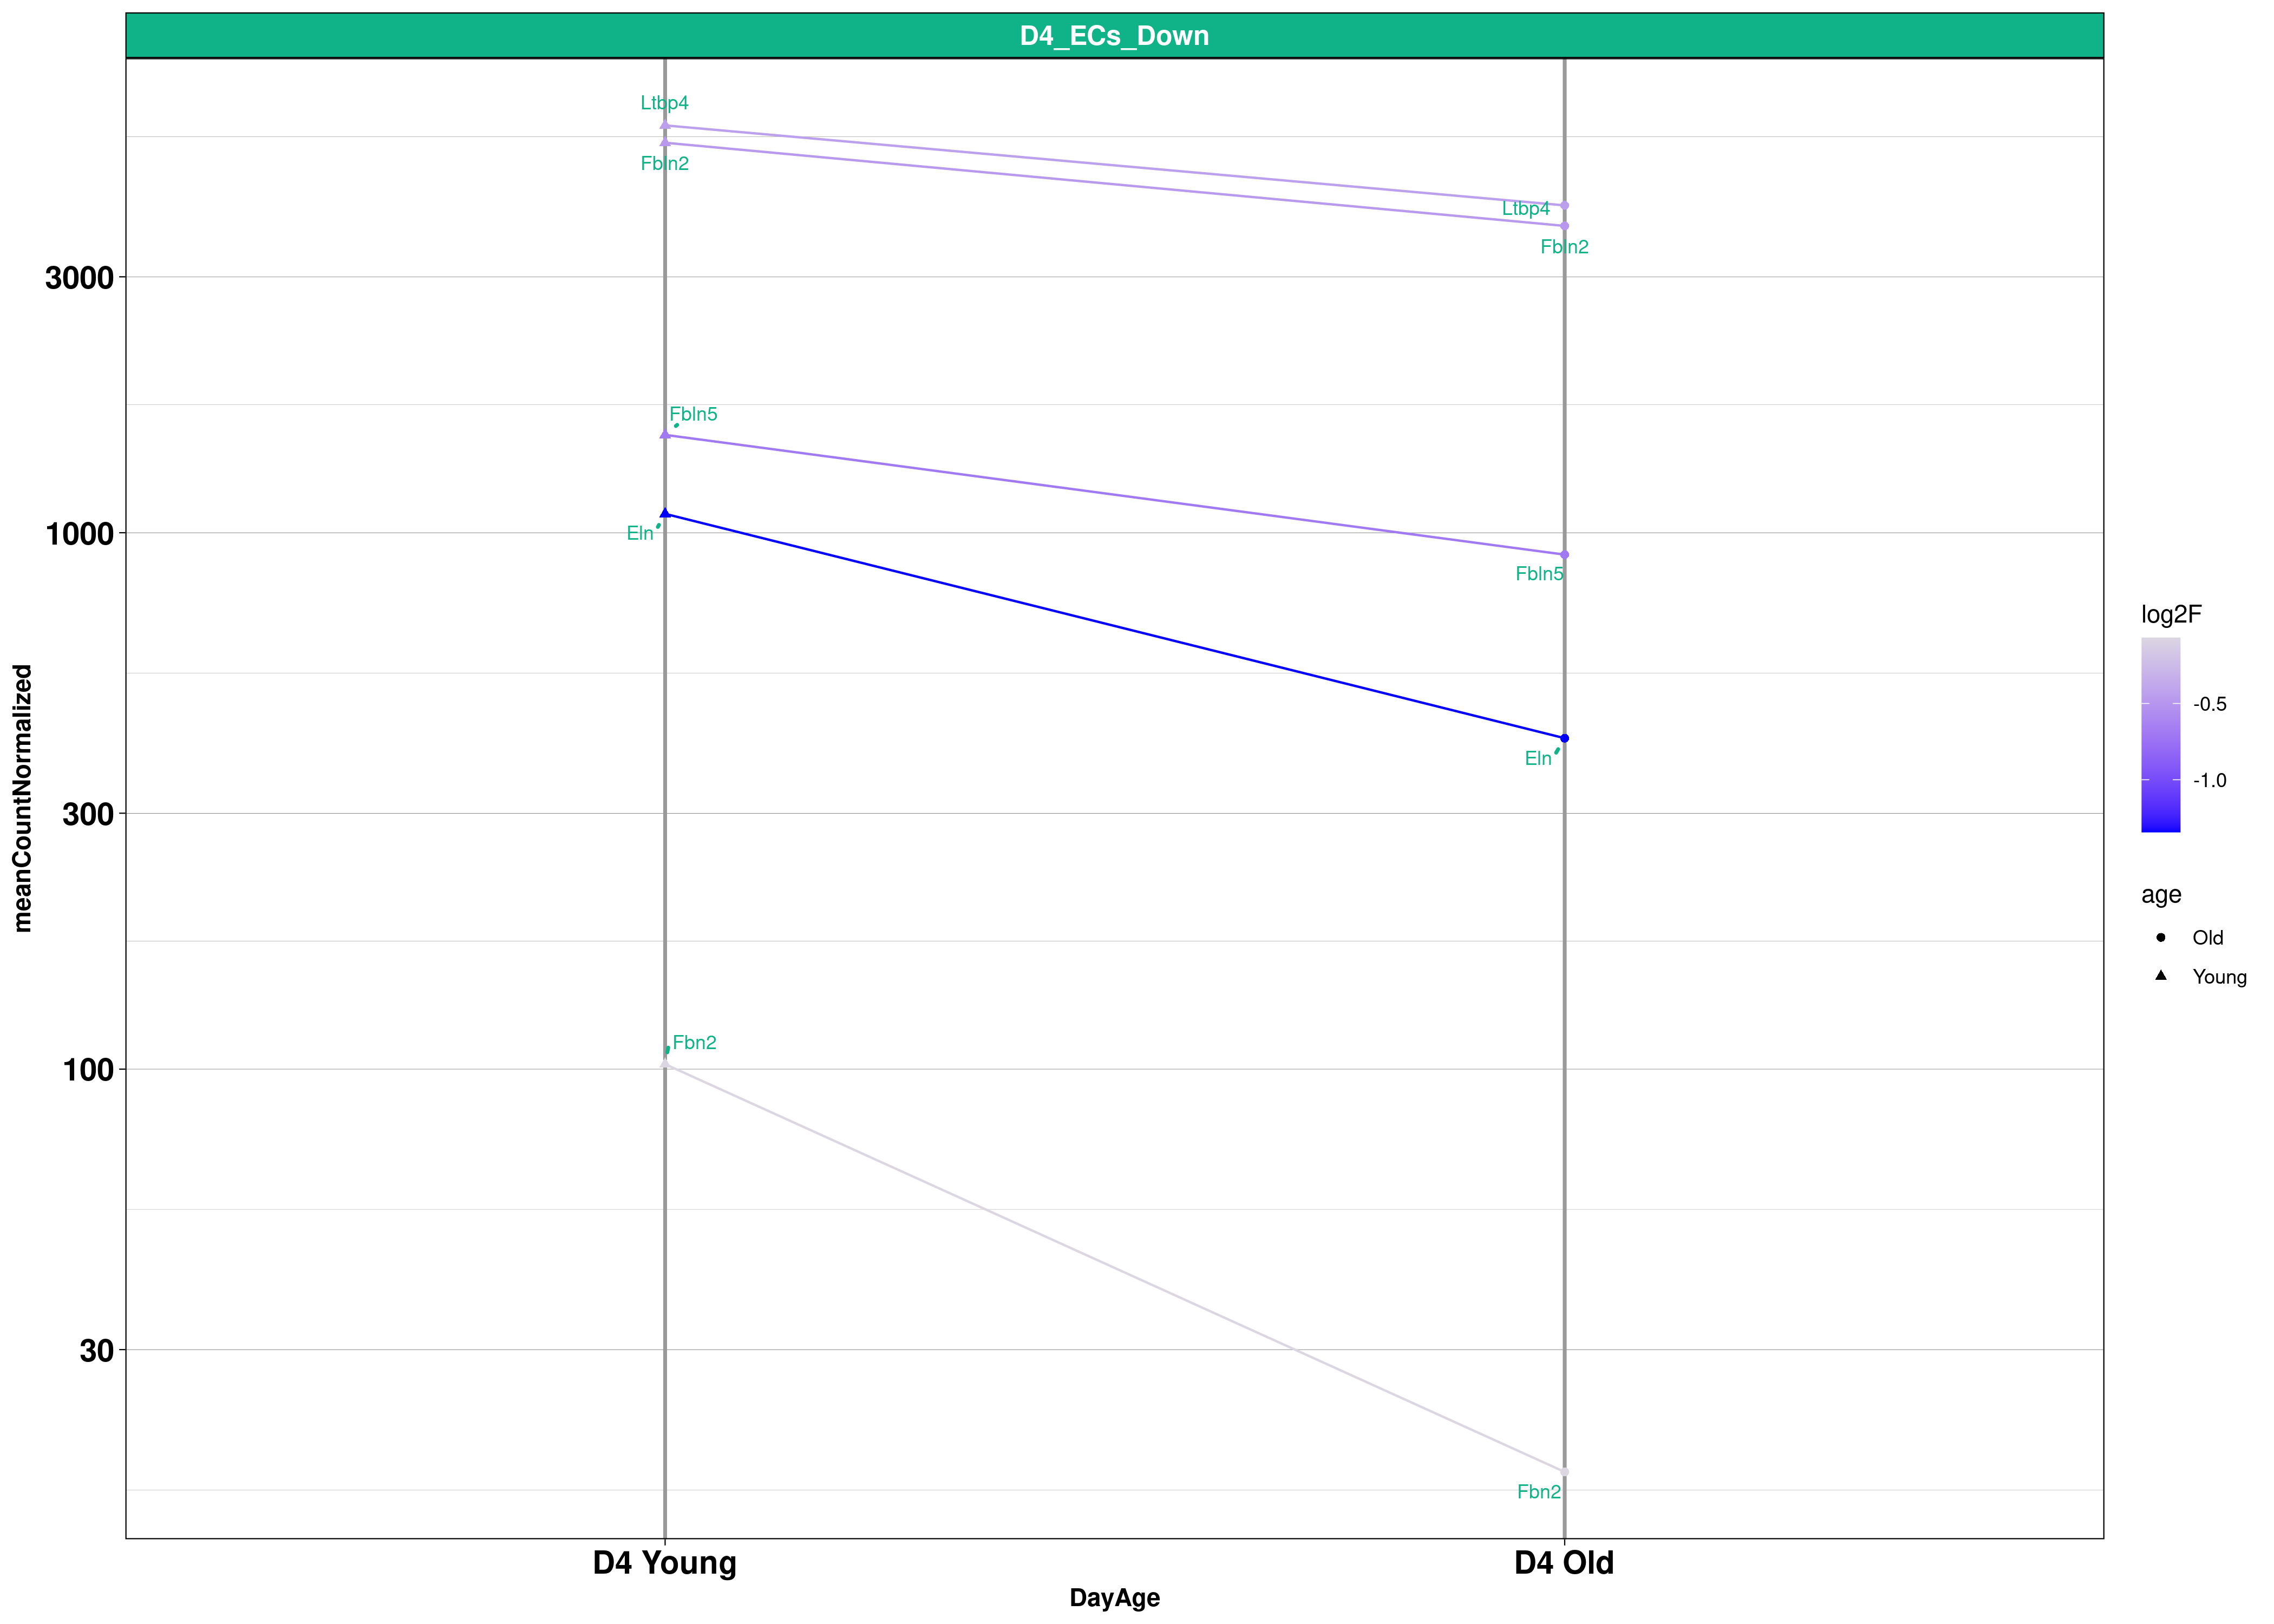 D4_ECs_Down
Ltbp4
Fbln2
Ltbp4
Fbln2
3000
Fbln5
1000
Eln
Fbln5
Eln
300
Fbn2
100
30
Fbn2
meanCountNormalized
D4 Young
D4 Old
DayAge
log2F
-0.5
-1.0
age
Old
Young